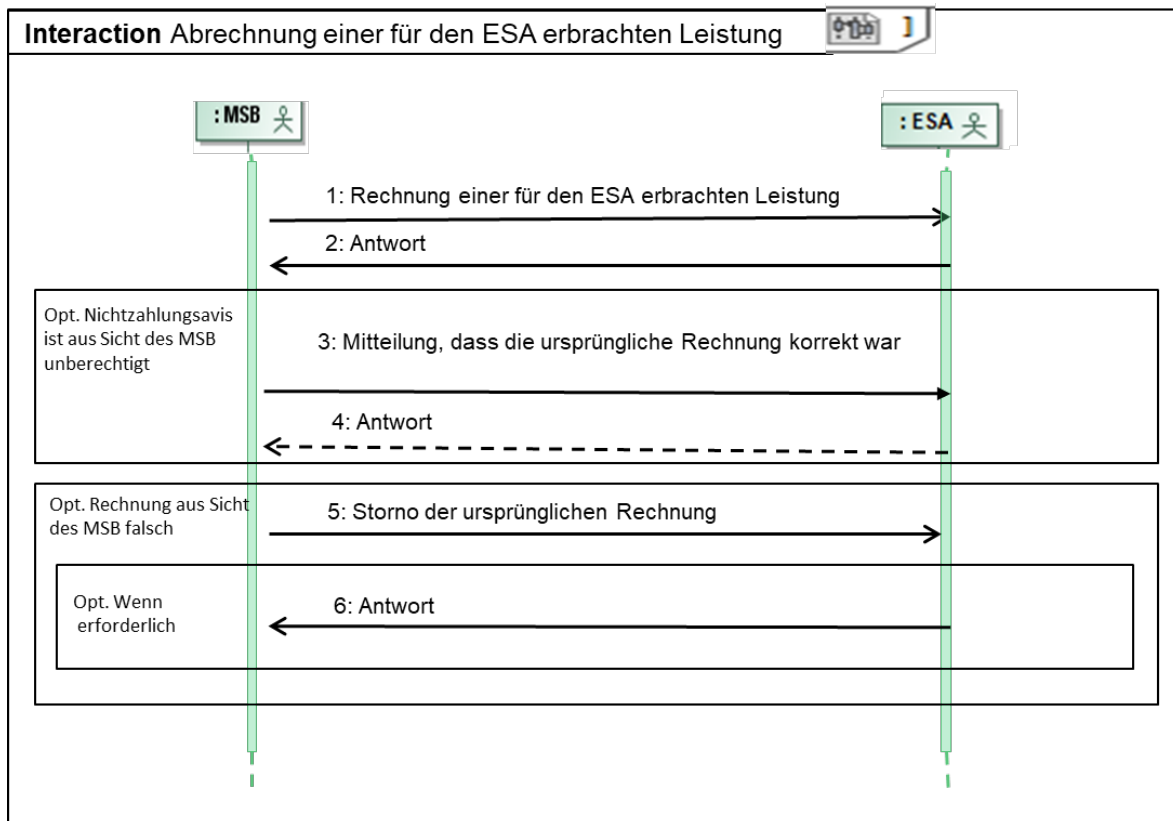 Interaction Abrechnung einer für den ESA erbrachten Leistung
: MSB
: ESA
1: Rechnung einer für den ESA erbrachten Leistung
2: Antwort
Opt. Nichtzahlungsavis
ist aus Sicht des MSB
unberechtigt
3: Mitteilung, dass die ursprüngliche Rechnung korrekt war
4: Antwort
Opt. Rechnung aus Sicht
des MSB falsch
5: Storno der ursprünglichen Rechnung
Opt. Wenn
erforderlich
6: Antwort